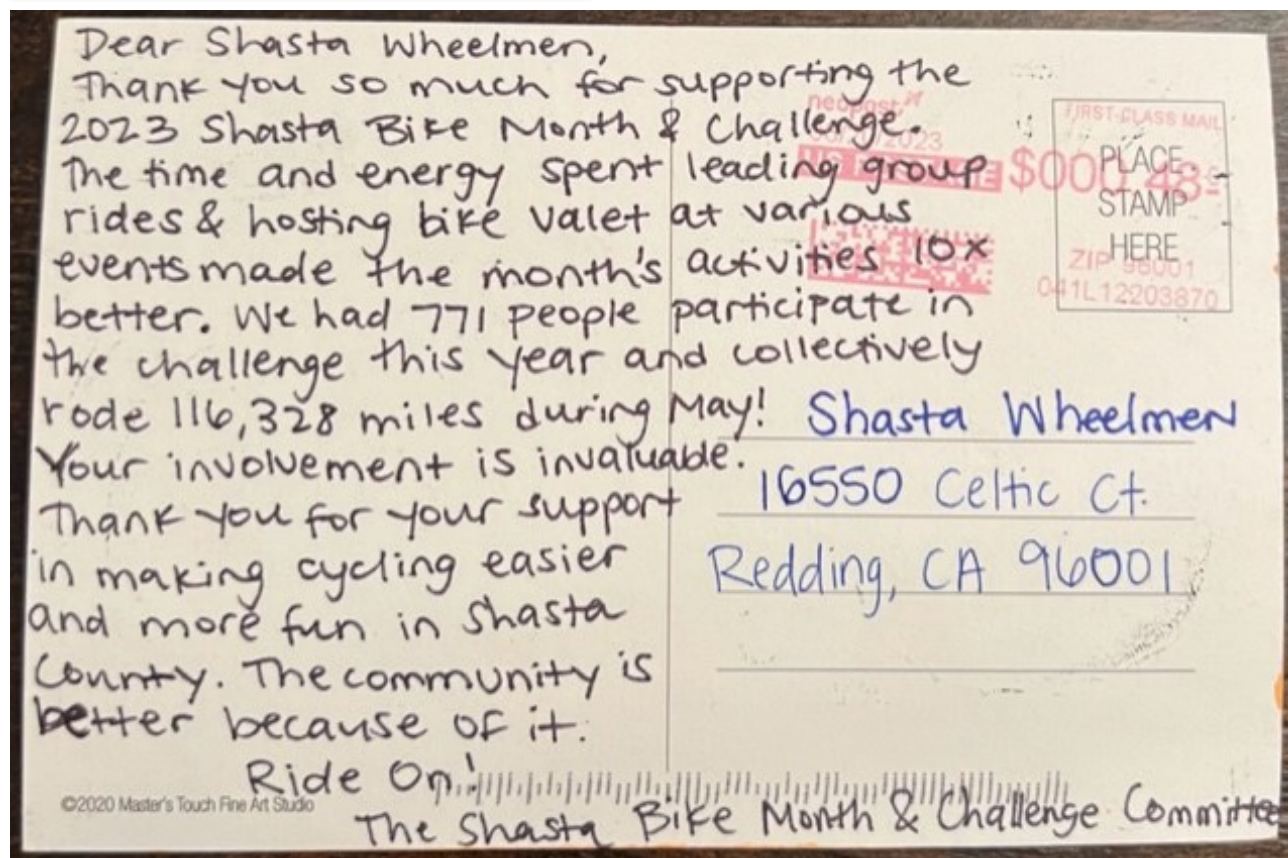 Dear Shasta Wheelmen,
Thank you so much for supporting the
2023 Shasta Bike Month & Challenge.
The time and energy spent leading group
rides & hosting bike valet at various
events made the month's activities 10x
better. We had 771 people participate in
the challenge this year and collectively
rode 116,328 miles during May!
Your involvement is invaluable.
Thank you for your support
in making cycling easier
and more fun in Shasta
County. The community is
better because of it.
Ride On!
The Shasta Bike Month & Challenge Committee
©2020 Master's Touch Fine Art Studio
neopost
2023
FIRST-CLASS MAIL
$000.48
PLACE
STAMP
HERE
ZIP 96001
041L12203870
Shasta Wheelmen
16550 Celtic Ct.
Redding, CA 96001